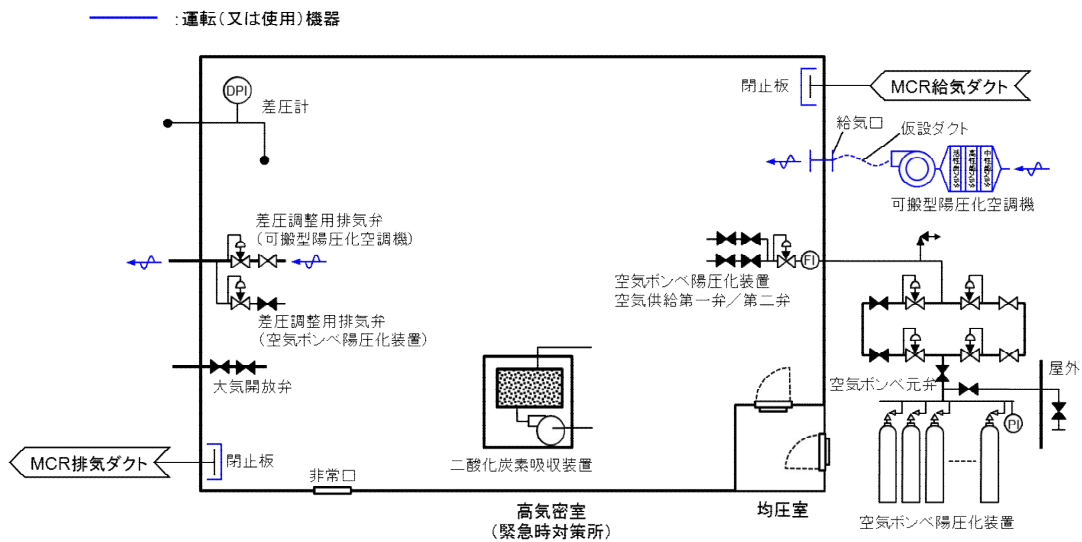 :運転(又は使用)機器
DPI
差圧計
閉止板
MCR給気ダクト
給気口
仮設ダクト
可搬型陽圧化空調機
差圧調整用排気弁
(可搬型陽圧化空調機)
差圧調整用排気弁
(空気ボンベ陽圧化装置)
大気開放弁
FI
空気ボンベ陽圧化装置
空気供給第一弁/第二弁
空気ボンベ元弁
屋外
PI
二酸化炭素吸収装置
MCR排気ダクト
閉止板
非常口
高気密室
(緊急時対策所)
均圧室
空気ボンベ陽圧化装置